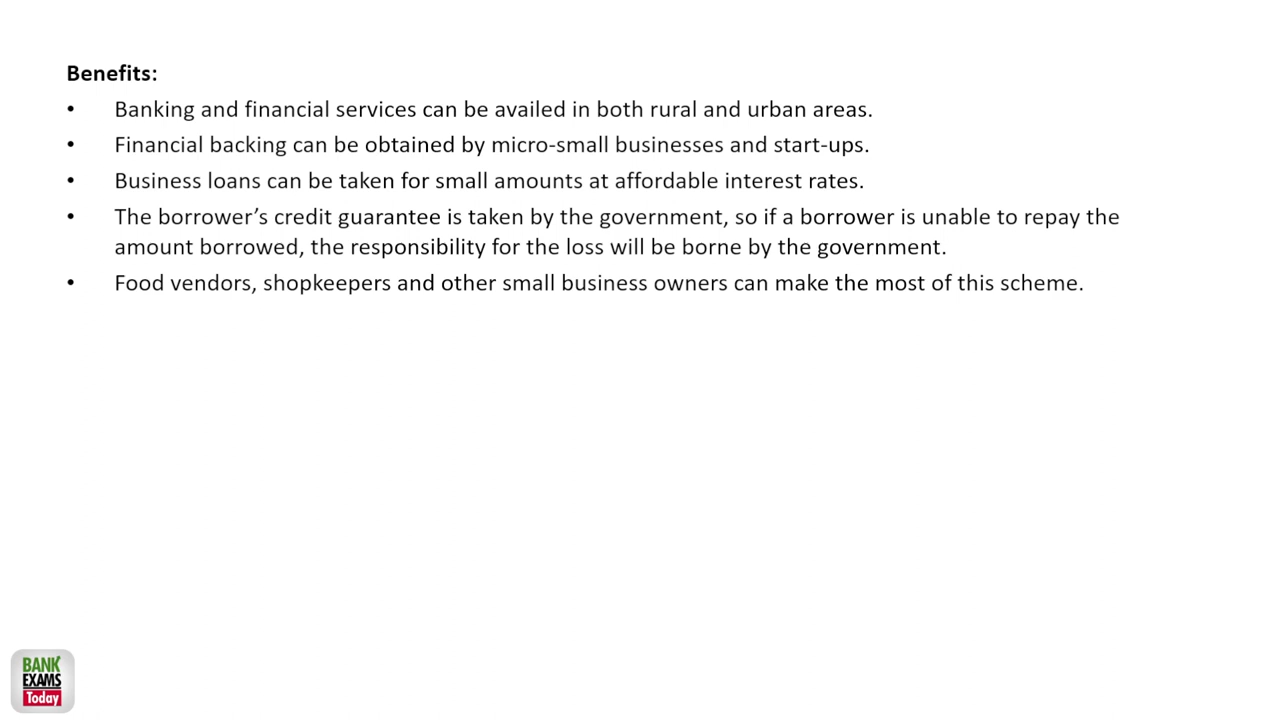 Benefits:
• Banking and financial services can be availed in both rural and urban areas.
• Financial backing can be obtained by micro-small businesses and start-ups.
• Business loans can be taken for small amounts at affordable interest rates.
• The borrower’s credit guarantee is taken by the government, so if a borrower is unable to repay the
amount borrowed, the responsibility for the loss will be borne by the government.
• Food vendors, shopkeepers and other small business owners can make the most of this scheme.
BANK
EXAMS
Today